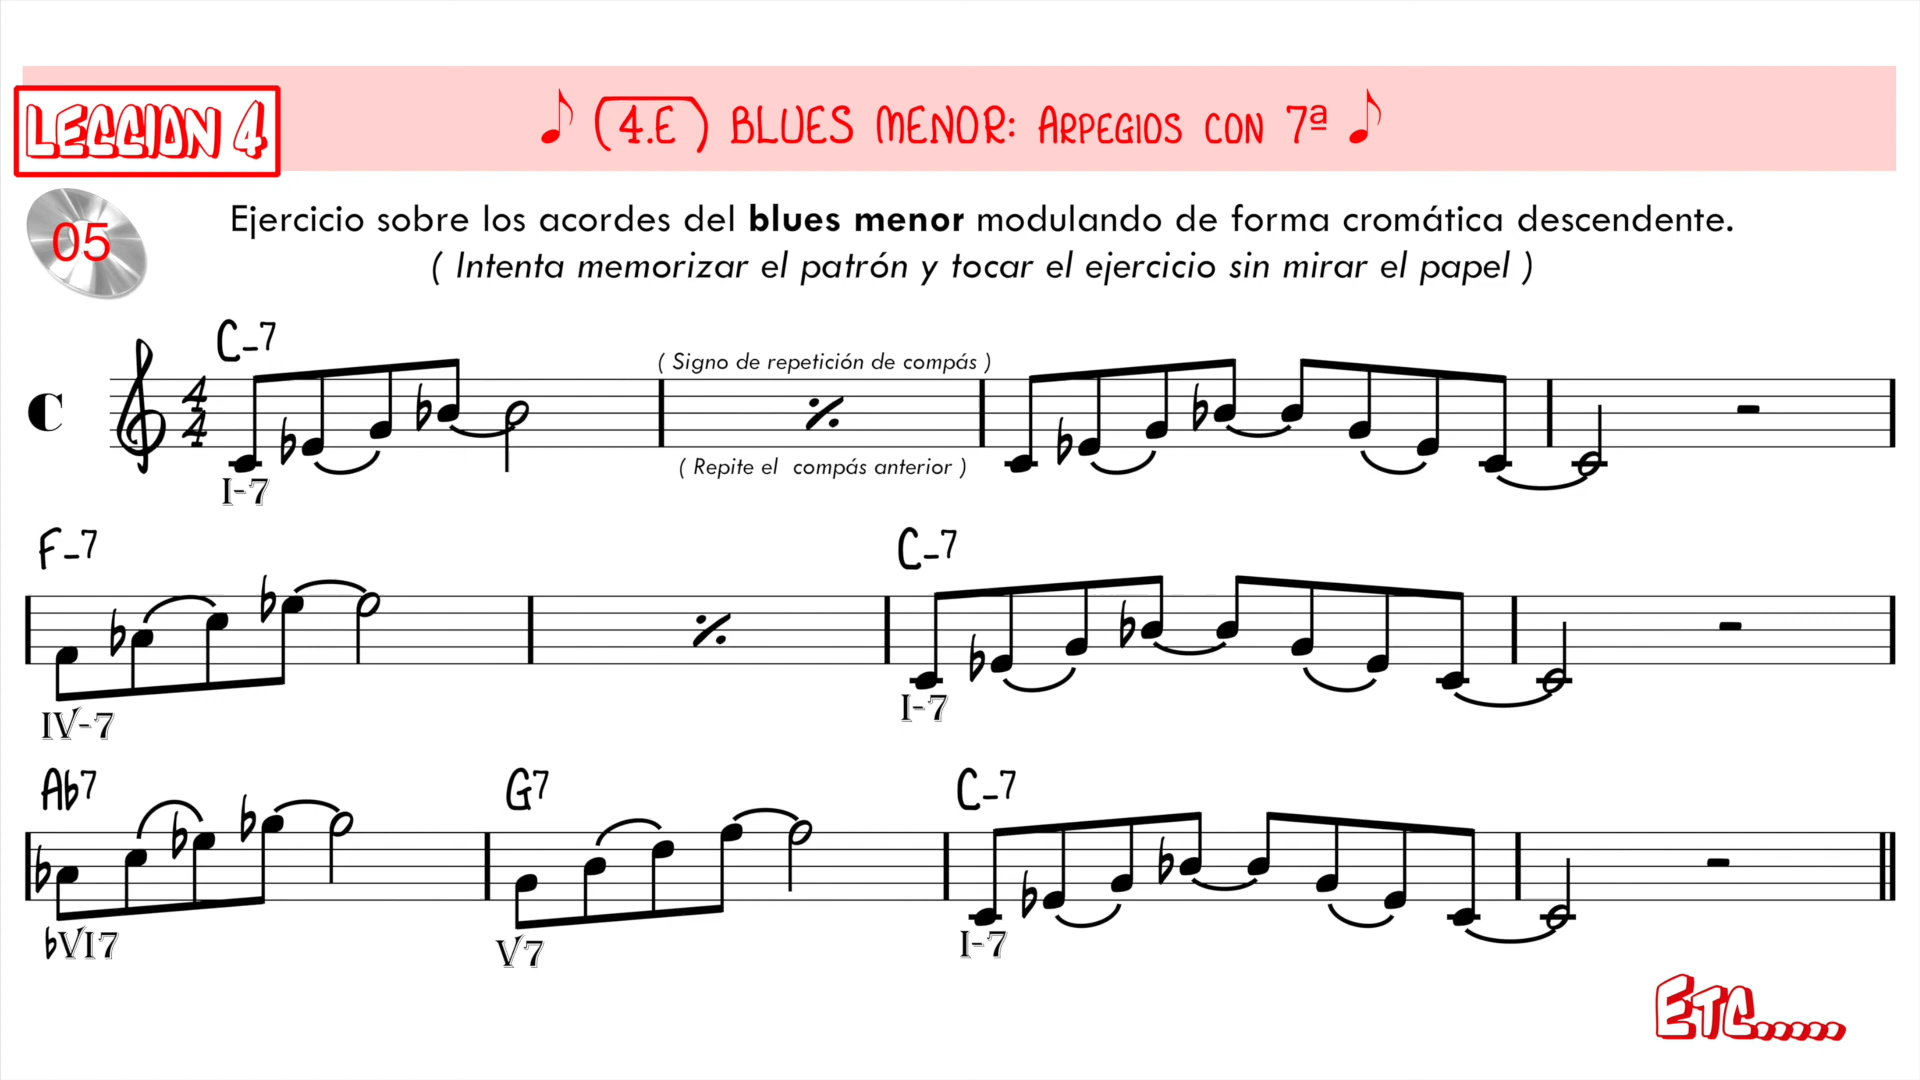 LECCION 4
(4.E) BLUES MENOR: ARPEGIOS CON 7ª
05
Ejercicio sobre los acordes del blues menor modulando de forma cromática descendente.
( Intenta memorizar el patrón y tocar el ejercicio sin mirar el papel )
C-7
( Signo de repetición de compás )
C
4
4
( Repite el compás anterior )
I-7
F-7
C-7
IV-7
I-7
Ab7
G7
C-7
bVI7
V7
I-7
ETC......